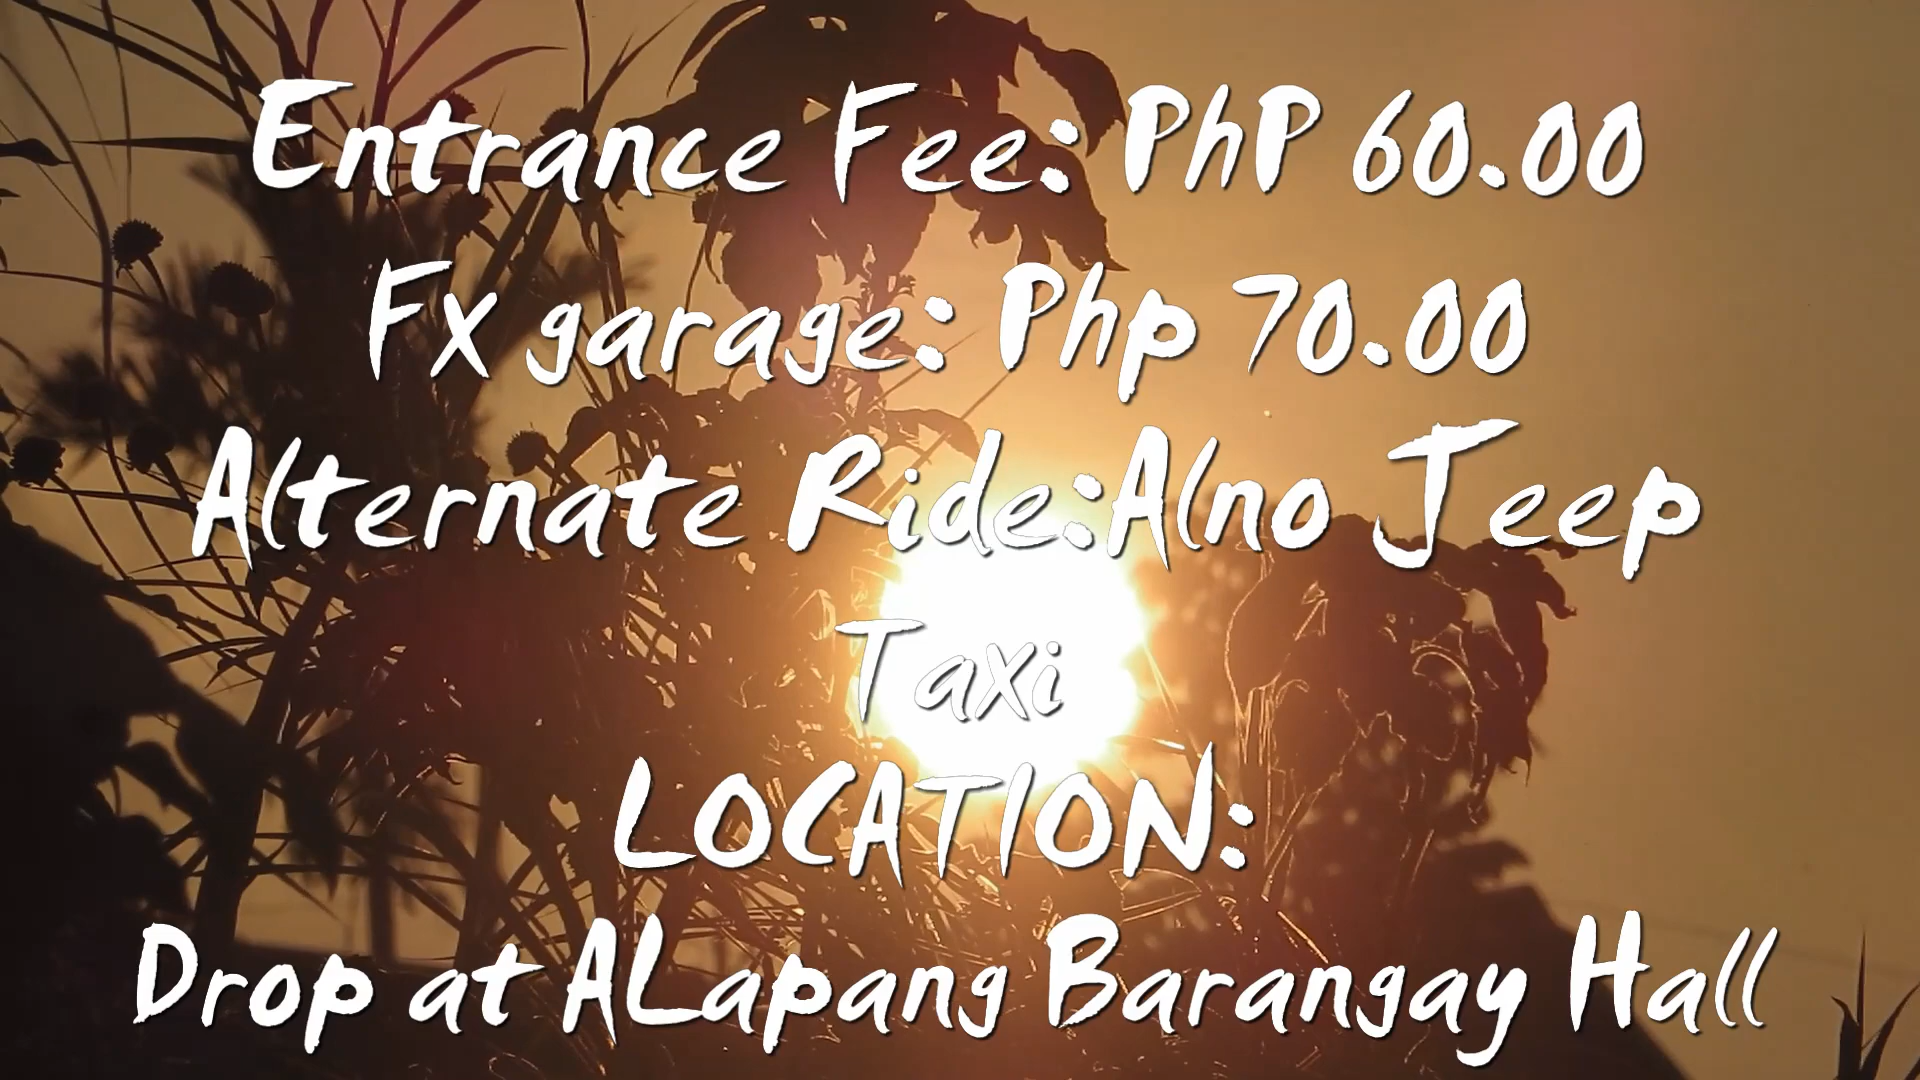 Entrance Fee: PhP 60.00
Fx garage: Php 70.00
Alternate Ride:Alno Jeep
Taxi
LOCATION:
Drop at ALapang Barangay Hall